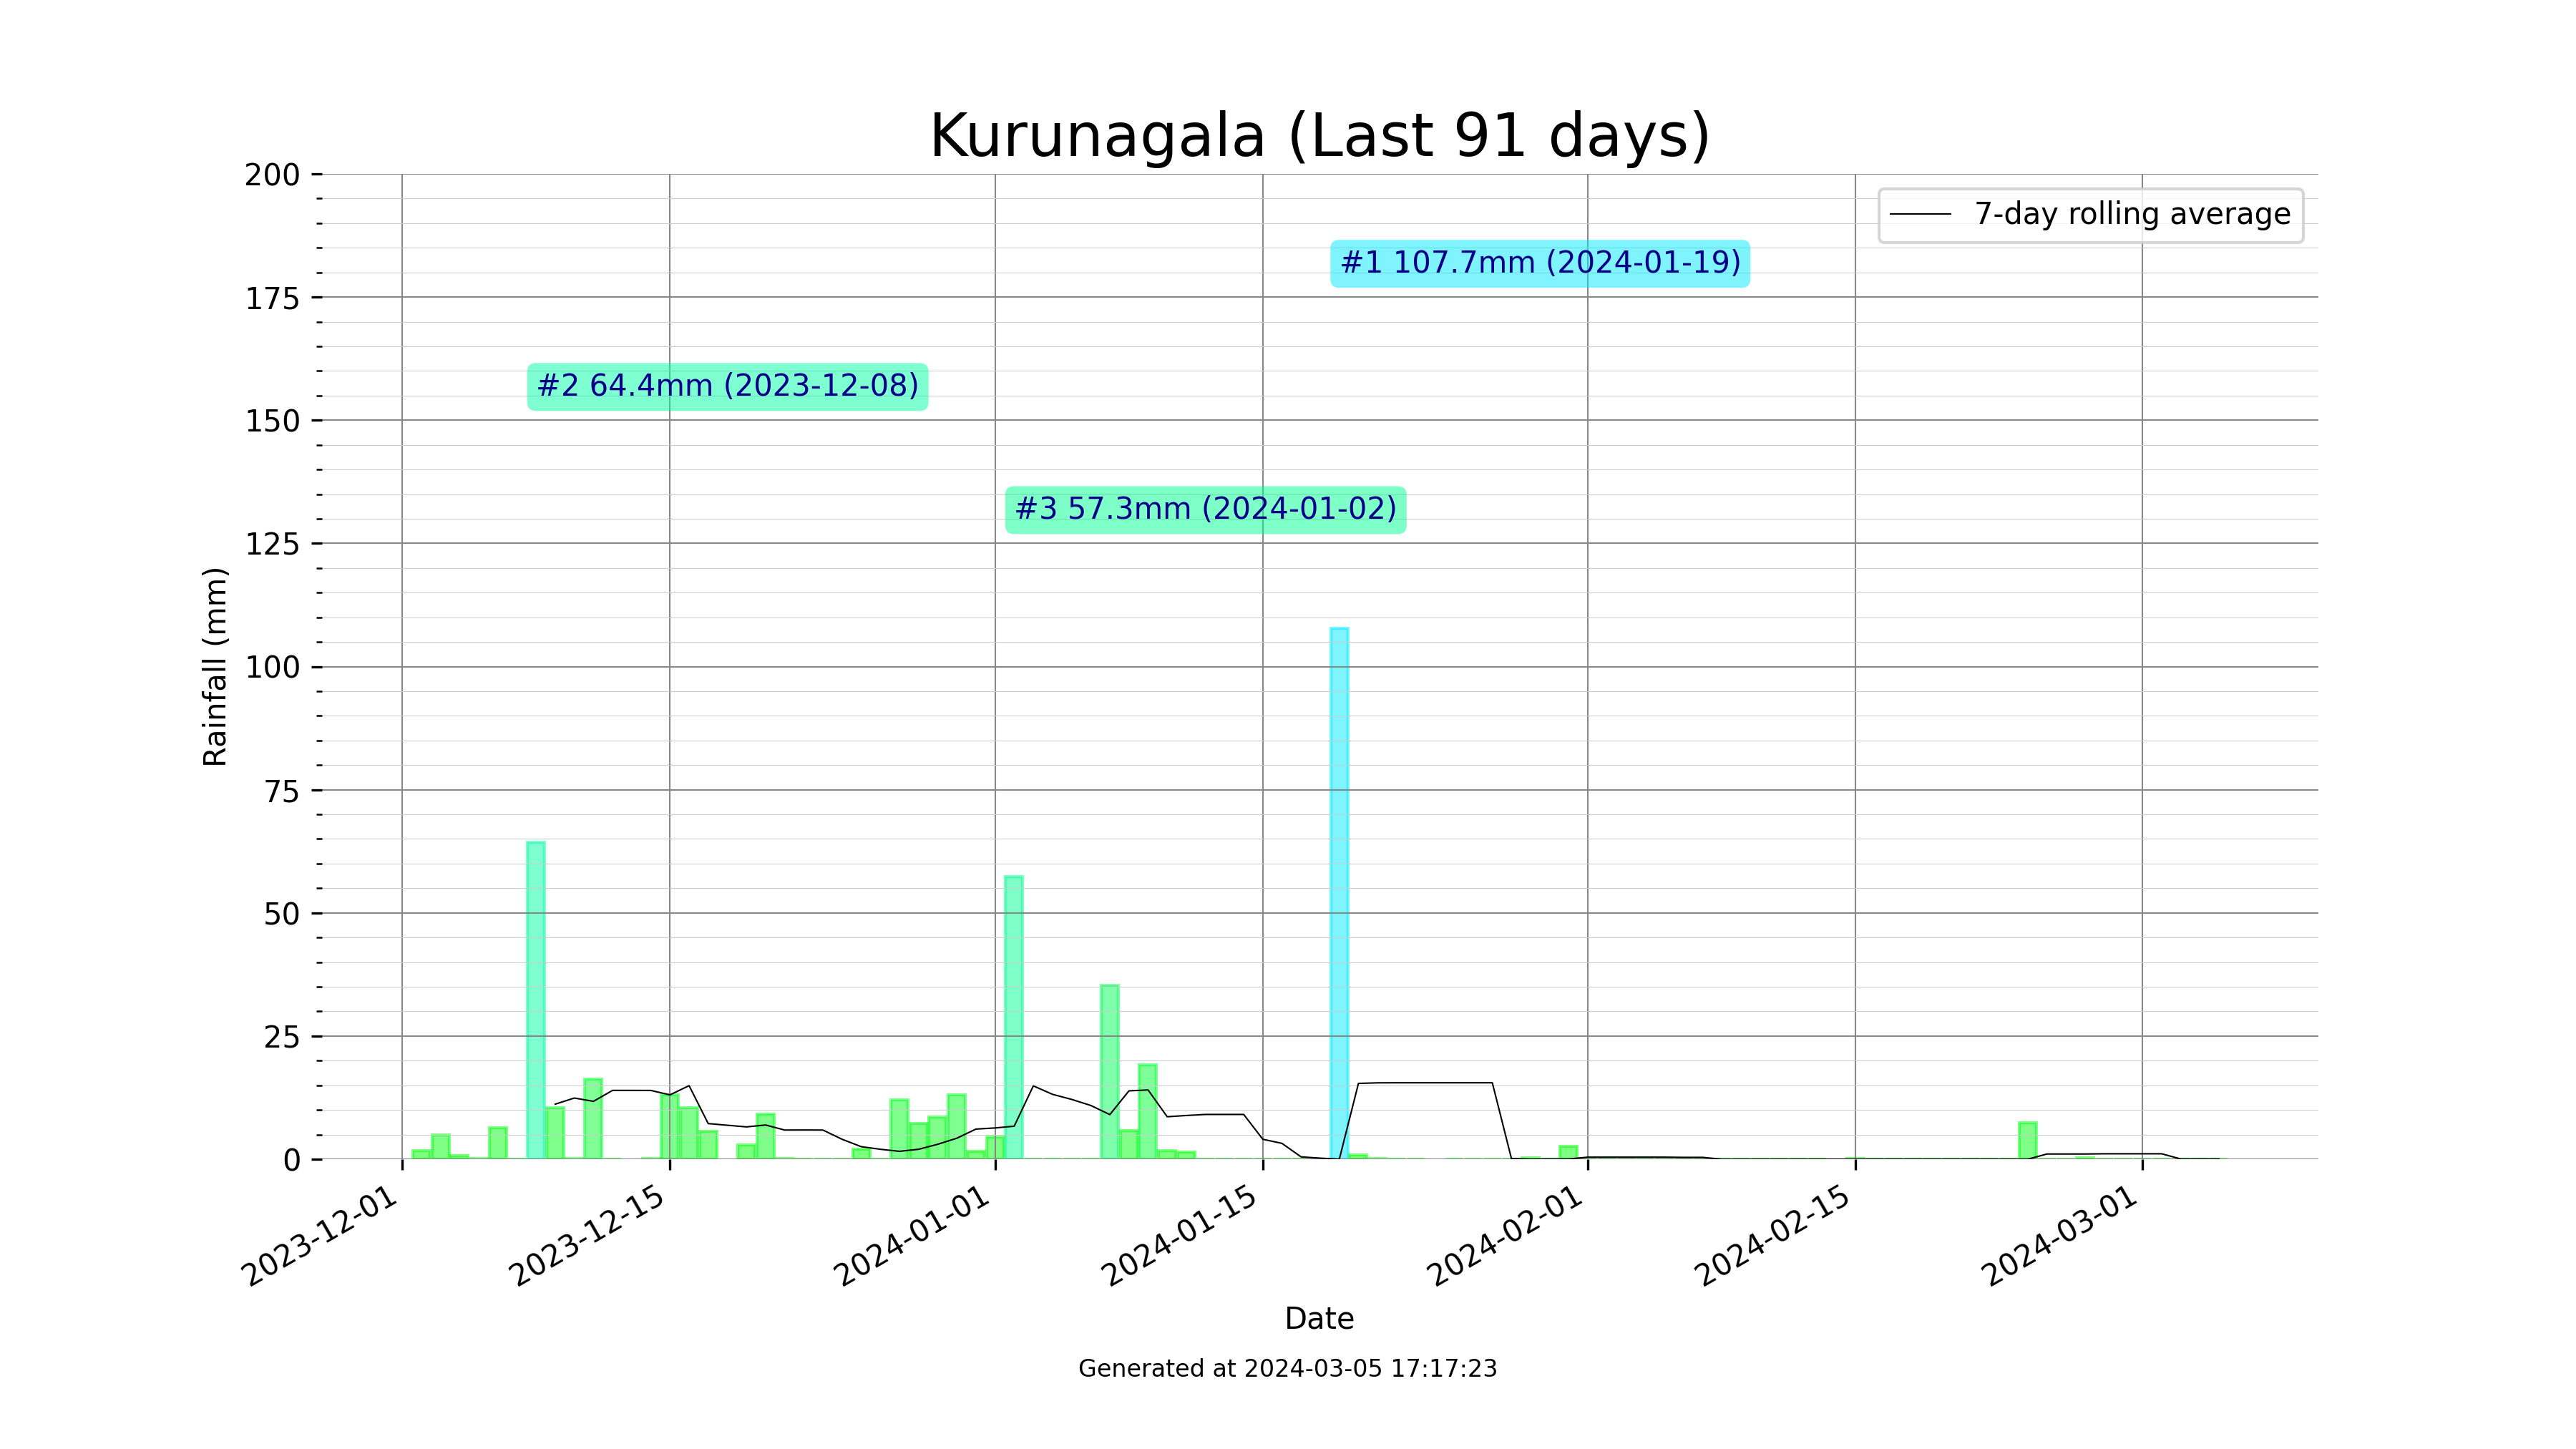 Kurunagala (Last 91 days)
7-day rolling average
#1 107.7mm (2024-01-19)
#2 64.4mm (2023-12-08)
#3 57.3mm (2024-01-02)
Rainfall (mm)
200
175
150
125
100
75
50
25
0
2023-12-01
2023-12-15
2024-01-01
2024-01-15
2024-02-01
2024-02-15
2024-03-01
Date
Generated at 2024-03-05 17:17:23